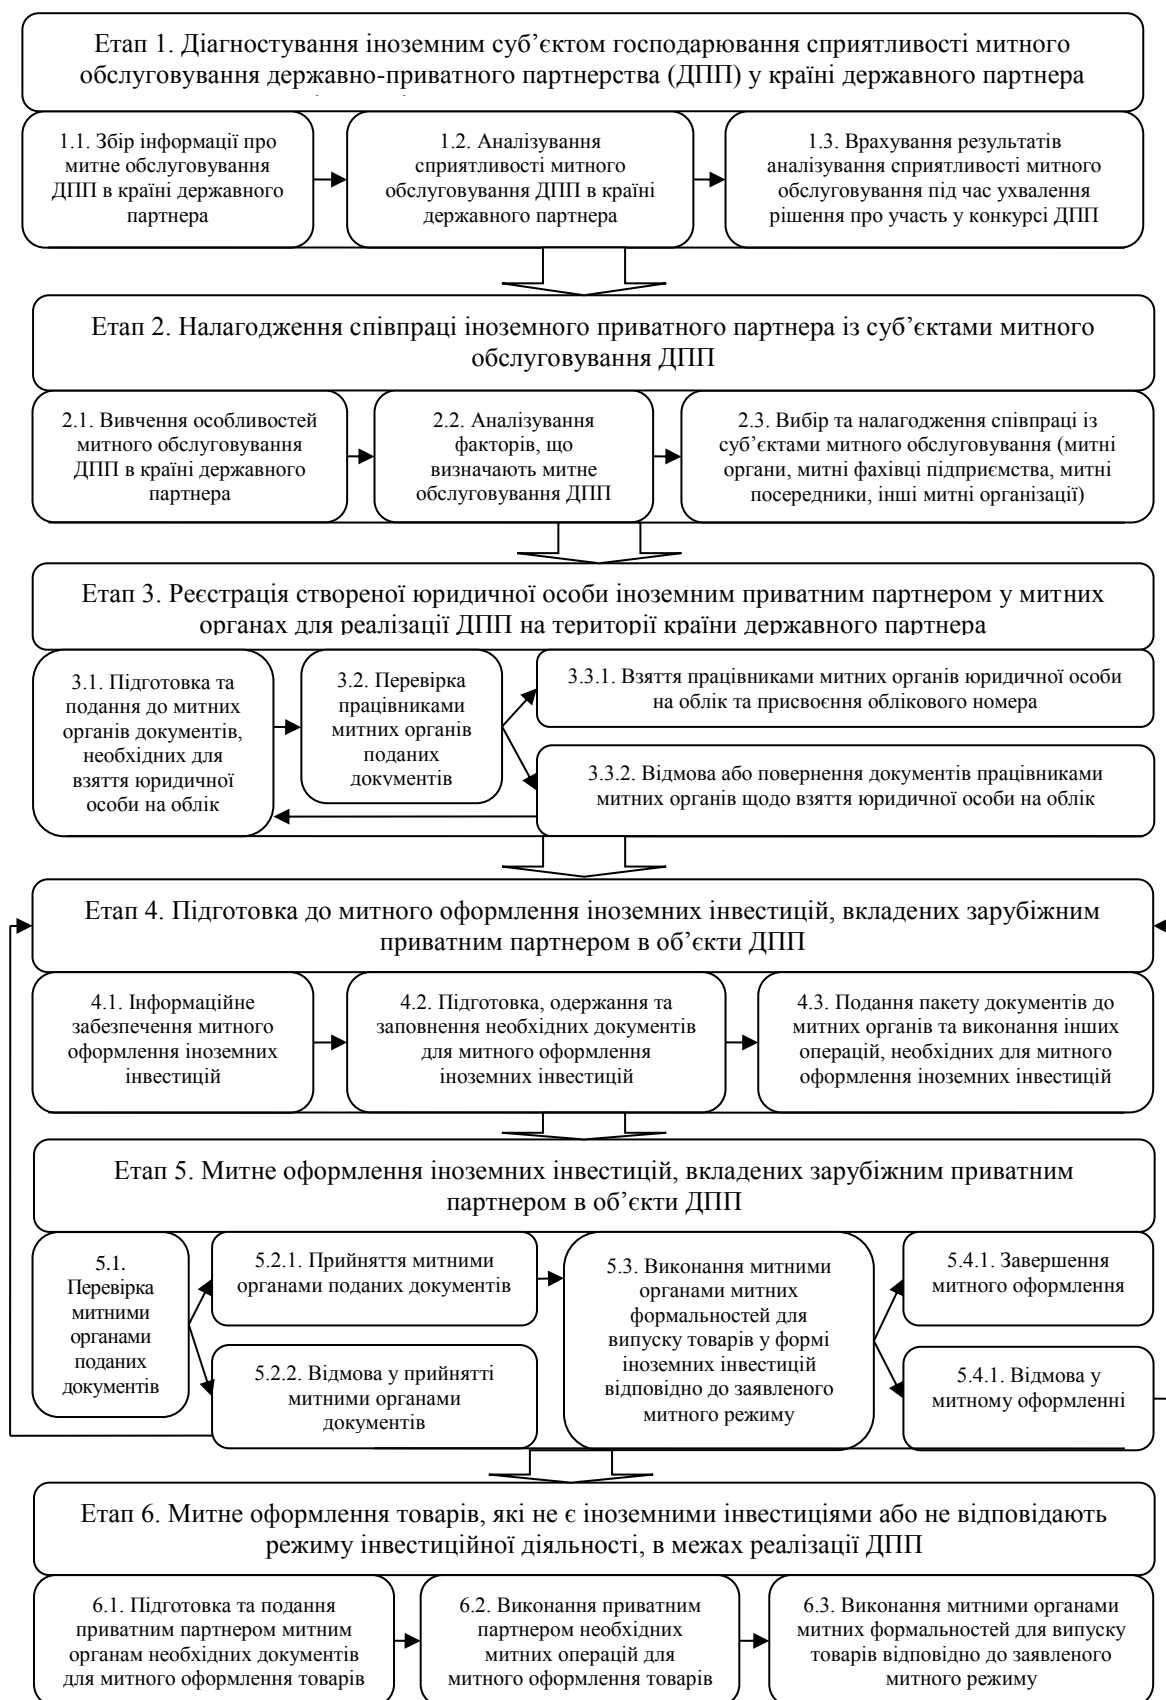 Етап 1. Діагностування іноземним суб’єктом господарювання сприятливості митного
обслуговування державно-приватного партнерства (ДПП) у країні державного партнера
1.1. Збір інформації про
митне обслуговування
ДПП в країні державного
партнера
1.2. Аналізування
сприятливості митного
обслуговування ДПП в країні
державного партнера
1.3. Врахування результатів
аналізування сприятливості митного
обслуговування під час ухвалення
рішення про участь у конкурсі ДПП
Етап 2. Налагодження співпраці іноземного приватного партнера із суб’єктами митного
обслуговування ДПП
2.1. Вивчення особливостей
митного обслуговування
ДПП в країні державного
партнера
2.2. Аналізування
факторів, що
визначають митне
обслуговування ДПП
2.3. Вибір та налагодження співпраці із
суб’єктами митного обслуговування (митні
органи, митні фахівці підприємства, митні
посередники, інші митні організації)
Етап 3. Реєстрація створеної юридичної особи іноземним приватним партнером у митних
органах для реалізації ДПП на території країни державного партнера
3.1. Підготовка та
подання до митних
органів документів,
необхідних для
взяття юридичної
особи на облік
3.2. Перевірка
працівниками
митних органів
поданих
документів
3.3.1. Взяття працівниками митних органів юридичної особи
на облік та присвоєння облікового номера
3.3.2. Відмова або повернення документів працівниками
митних органів щодо взяття юридичної особи на облік
Етап 4. Підготовка до митного оформлення іноземних інвестицій, вкладених зарубіжним
приватним партнером в об’єкти ДПП
4.1. Інформаційне
забезпечення митного
оформлення іноземних
інвестицій
4.2. Підготовка, одержання та
заповнення необхідних документів
для митного оформлення
іноземних інвестицій
4.3. Подання пакету документів до
митних органів та виконання інших
операцій, необхідних для митного
оформлення іноземних інвестицій
Етап 5. Митне оформлення іноземних інвестицій, вкладених зарубіжним приватним
партнером в об’єкти ДПП
5.1.
Перевірка
митними
органами
поданих
документів
5.2.1. Прийняття митними
органами поданих документів
5.2.2. Відмова у прийнятті
митними органами
документів
5.3. Виконання митними
органами митних
формальностей для
випуску товарів у формі
іноземних інвестицій
відповідно до заявленого
митного режиму
5.4.1. Завершення
митного оформлення
5.4.1. Відмова у
митному оформленні
Етап 6. Митне оформлення товарів, які не є іноземними інвестиціями або не відповідають
режиму інвестиційної діяльності, в межах реалізації ДПП
6.1. Підготовка та подання
приватним партнером митним
органам необхідних документів
для митного оформлення товарів
6.2. Виконання приватним
партнером необхідних
митних операцій для
митного оформлення товарів
6.3. Виконання митними органами
митних формальностей для випуску
товарів відповідно до заявленого
митного режиму